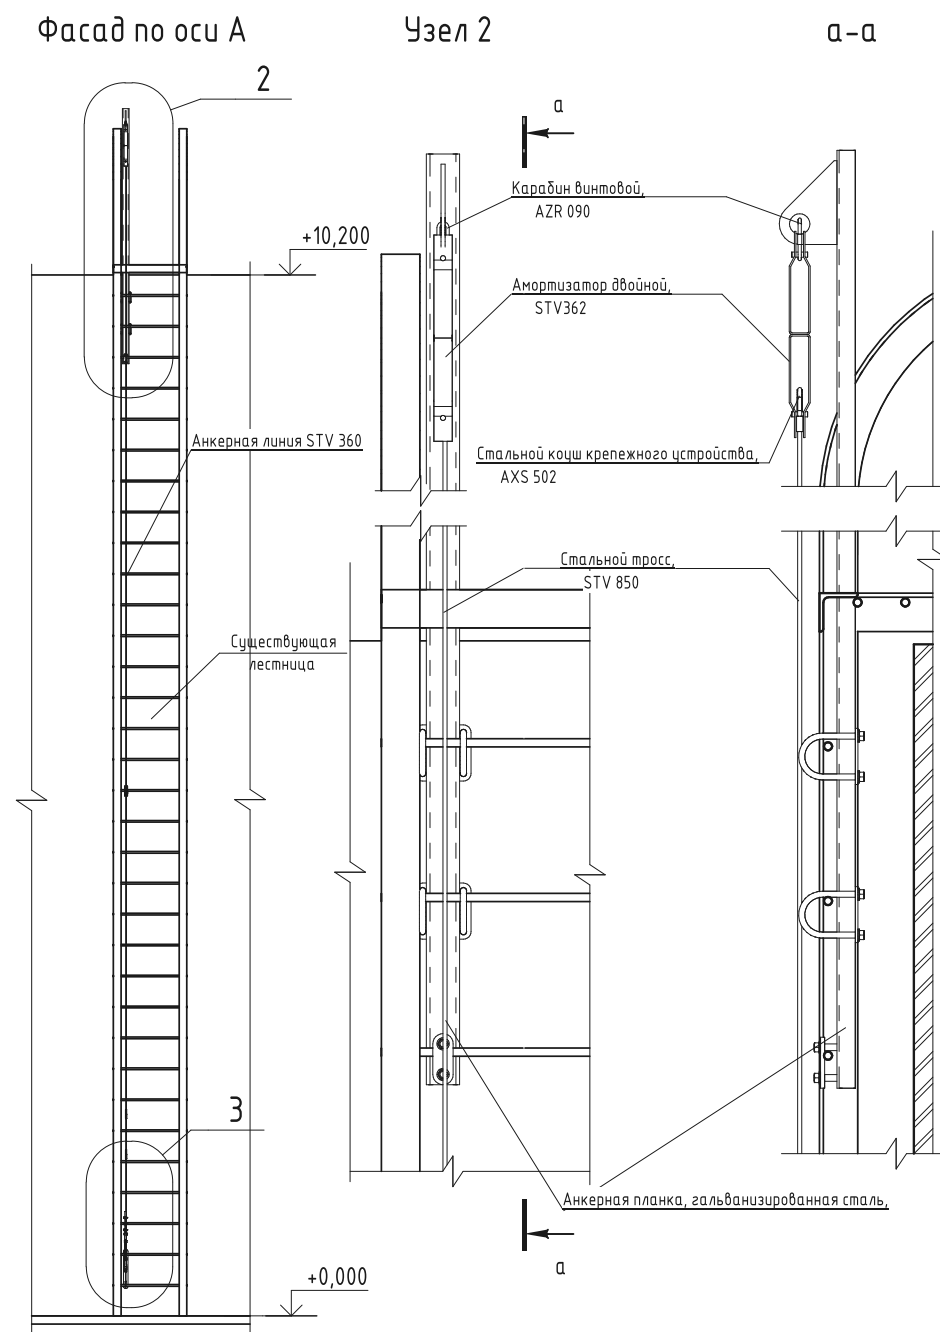 Фасад по оси А
Узел 2
а-а
2
а
Карабин винтовой,
AZR 090
+10,200
Амортизатор двойной,
STV362
Анкерная линия STV 360
Стальной коуш крепежного устройства,
AXS 502
Стальной тросс,
STV 850
Существующая
лестница
3
Анкерная планка, гальванизированная сталь,
а
+0,000